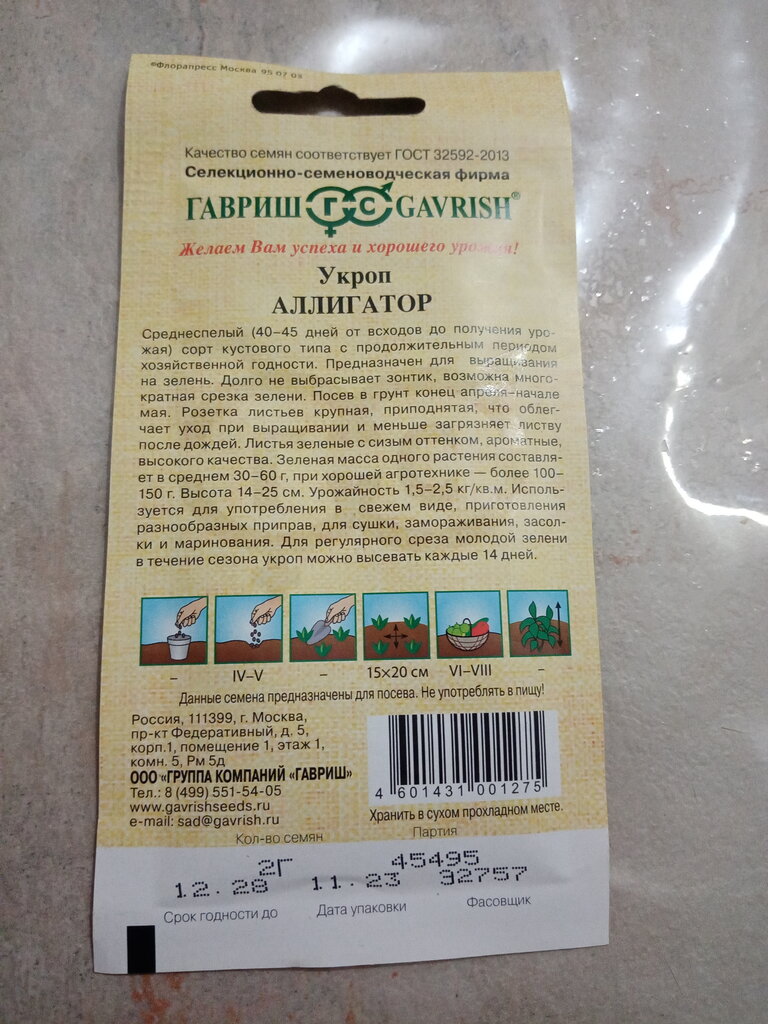 ©Флорапресс Москва 95 07 03
Качество семян соответствует ГОСТ 32592-2013
Селекционно-семеноводческая фирма
ГАВРИШ ГС GAVRISH®
Желаем Вам успеха и хорошего урожая!
Укроп
АЛЛИГАТОР
Среднеспелый (40–45 дней от всходов до получения уро-
жая) сорт кустового типа с продолжительным периодом
хозяйственной годности. Предназначен для выращивания
на зелень. Долго не выбрасывает зонтик, возможна много-
кратная срезка зелени. Посев в грунт конец апреля–начале
мая. Розетка листьев крупная, приподнятая, что облег-
чает уход при выращивании и меньше загрязняет листву
после дождей. Листья зеленые с сизым оттенком, ароматные,
высокого качества. Зеленая масса одного растения составля-
ет в среднем 30–60 г, при хорошей агротехнике — более 100–
150 г. Высота 14–25 см. Урожайность 1,5–2,5 кг/кв.м. Исполь-
зуется для употребления в свежем виде, приготовления
разнообразных приправ, для сушки, замораживания, засол-
ки и маринования. Для регулярного среза молодой зелени
в течение сезона укроп можно высевать каждые 14 дней.
– IV–V – 15×20 см VI–VIII –
Данные семена предназначены для посева. Не употреблять в пищу!
Россия, 111399, г. Москва,
пр-кт Федеративный, д. 5,
корп.1, помещение 1, этаж 1,
комн. 5, Рм 5д
ООО «ГРУППА КОМПАНИЙ «ГАВРИШ»
Тел.: 8 (499) 551-54-05
www.gavrishseeds.ru
e-mail: sad@gavrish.ru
4 601431 001275
Хранить в сухом прохладном месте.
Кол-во семян Партия
2Г 45495
12.28 11.23 92757
Срок годности до Дата упаковки Фасовщик